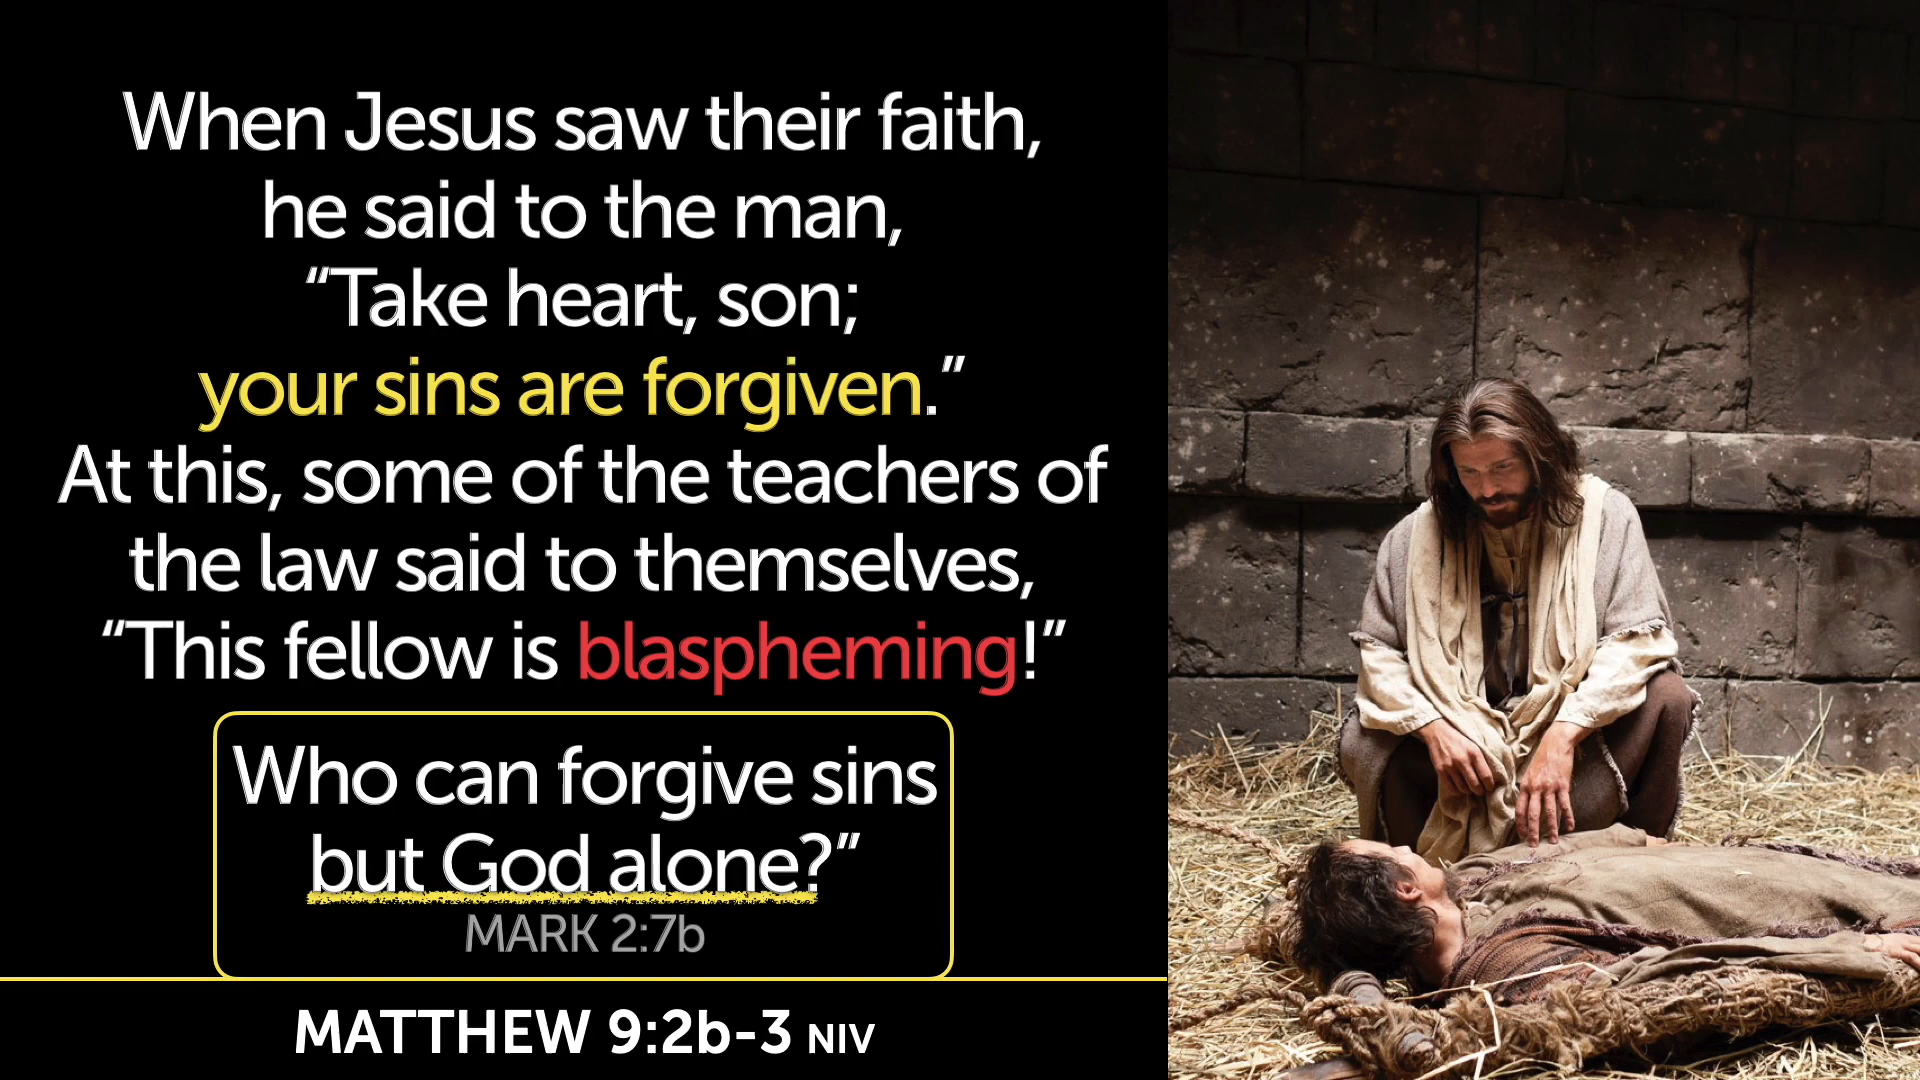 When Jesus saw their faith,
he said to the man,
“Take heart, son;
your sins are forgiven.”
At this, some of the teachers of
the law said to themselves,
“This fellow is blaspheming!”
Who can forgive sins
but God alone?”
MARK 2:7b
MATTHEW 9:2b-3 NIV